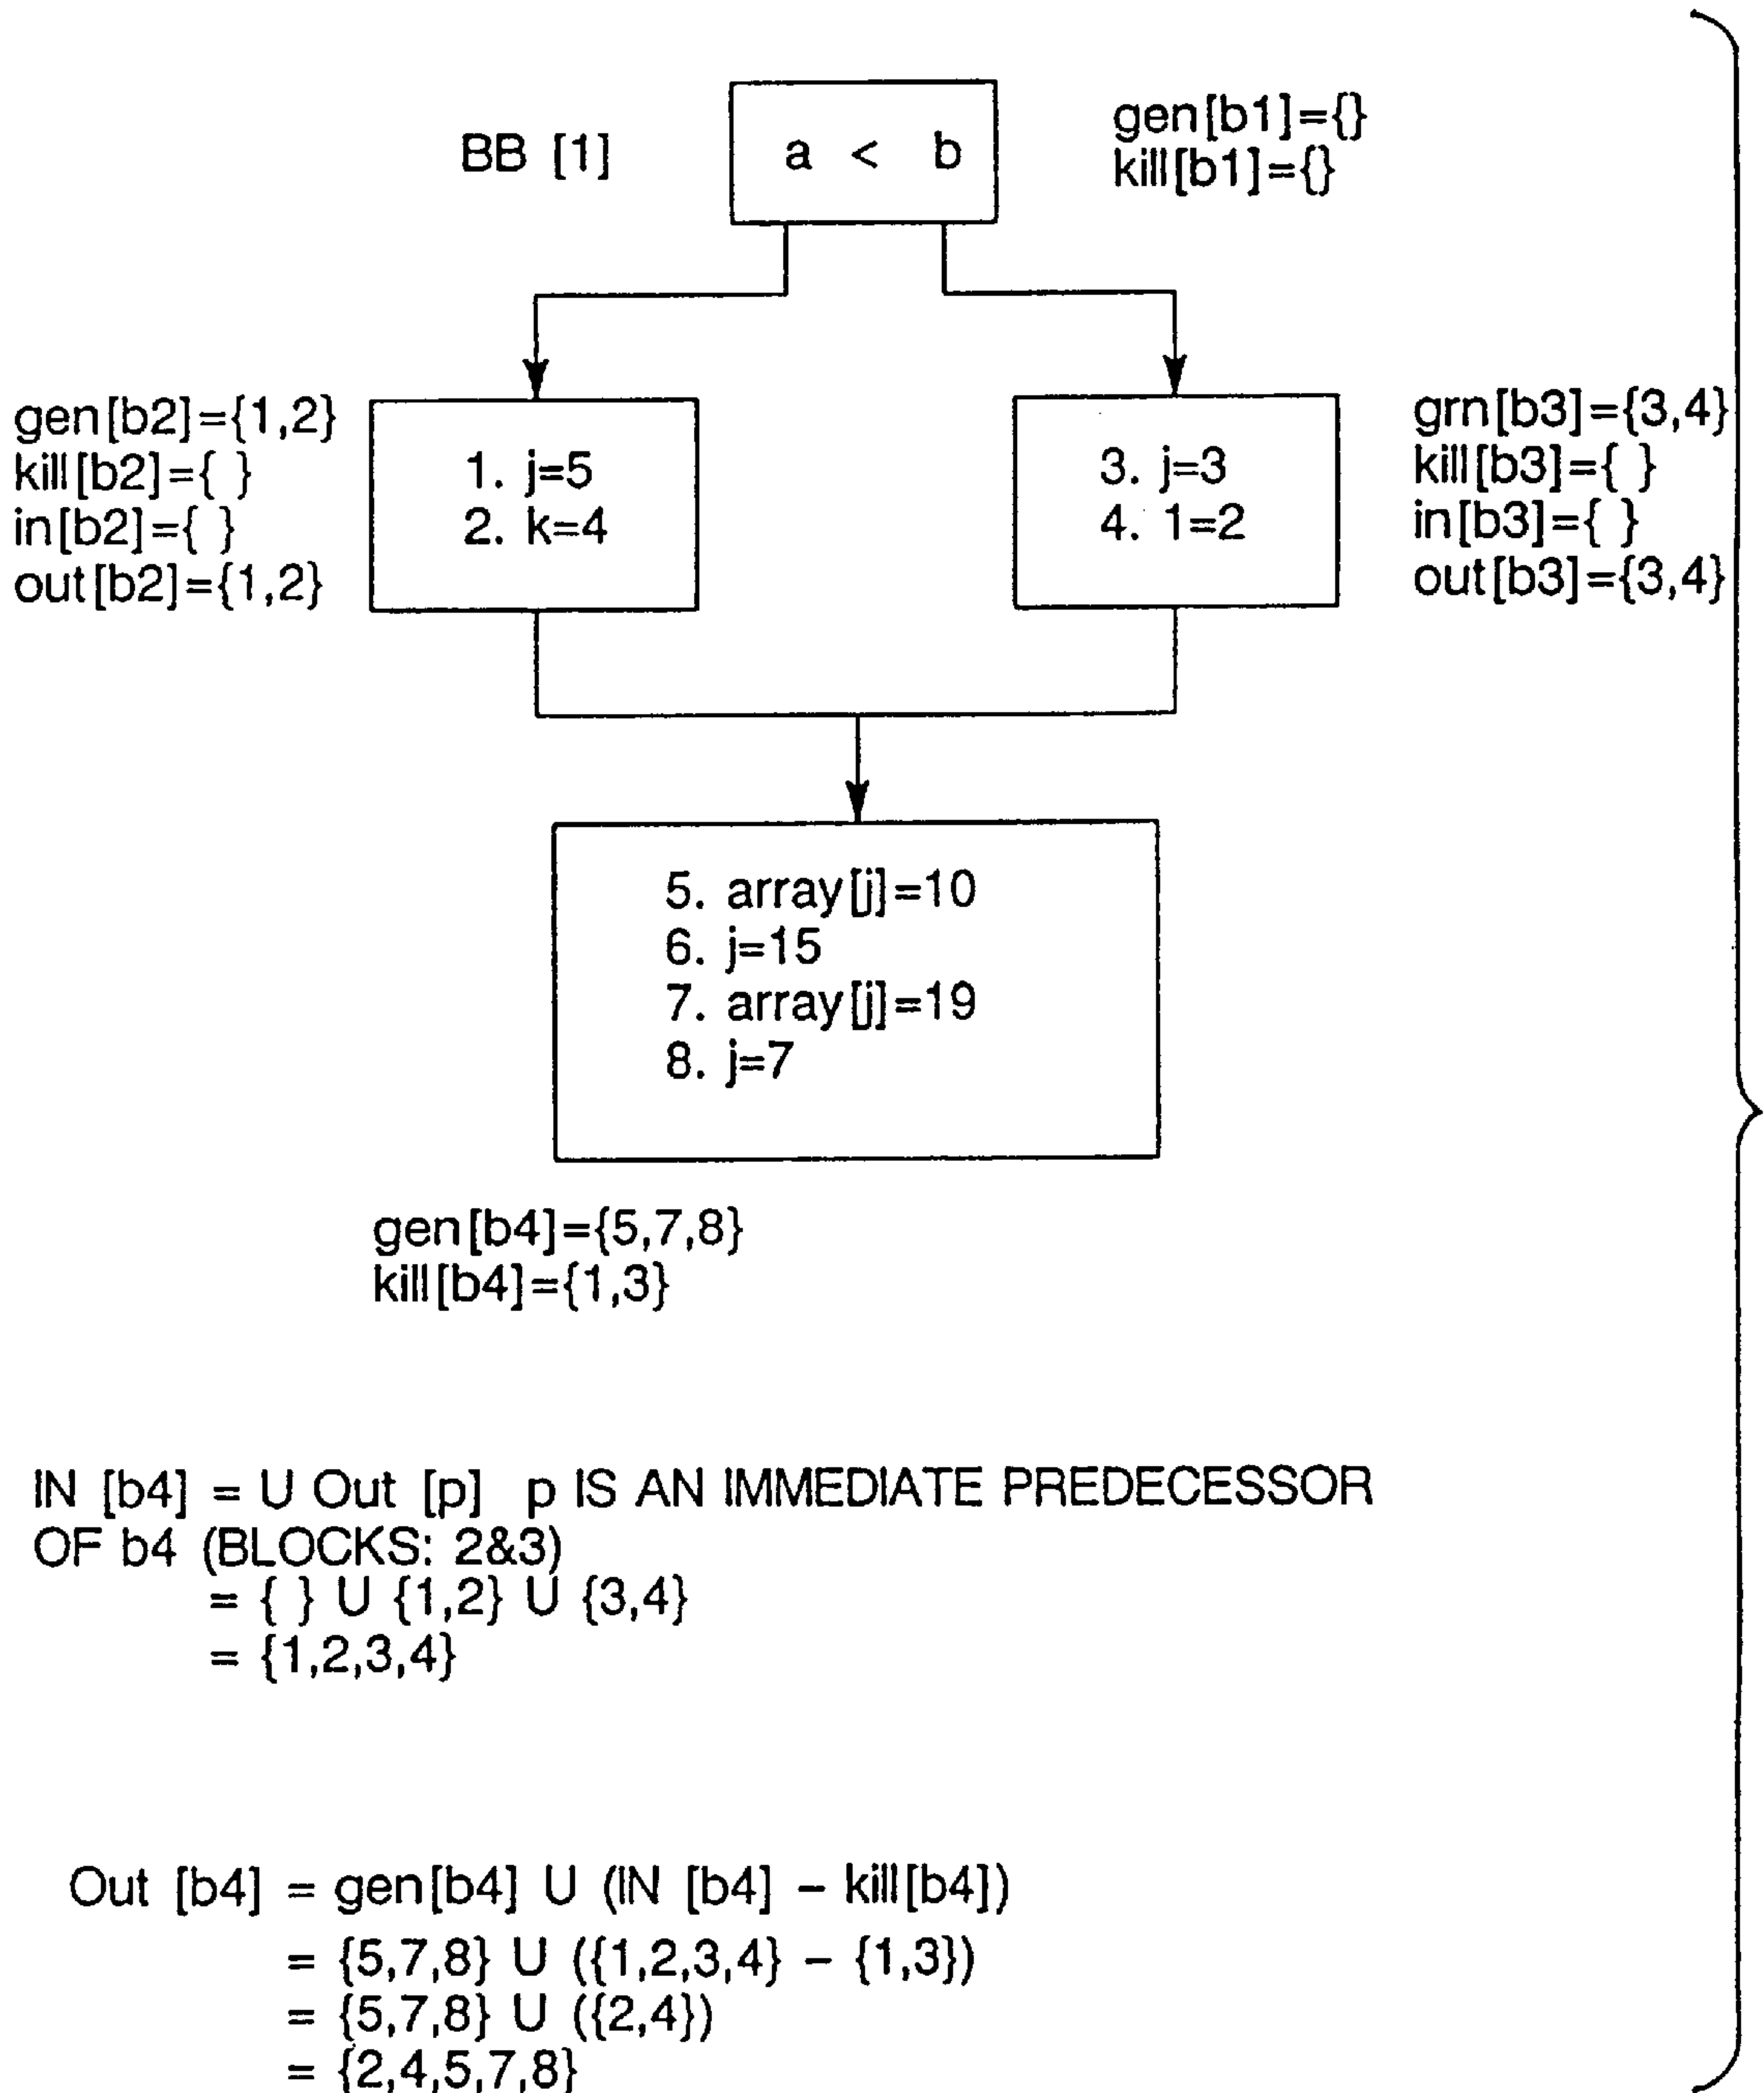 BB [1]
a < b
gen[b1]={}
kill[b1]={}
gen[b2]={1,2}
kill[b2]={ }
in[b2]={ }
out[b2]={1,2}
1. j=5
2. k=4
3. j=3
4. 1=2
grn[b3]={3,4}
kill[b3]={ }
in[b3]={ }
out[b3]={3,4}
5. array[j]=10
6. j=15
7. array[j]=19
8. j=7
gen[b4]={5,7,8}
kill[b4]={1,3}
IN [b4] = U Out [p] p IS AN IMMEDIATE PREDECESSOR
OF b4 (BLOCKS: 2&3)
= { } U {1,2} U {3,4}
= {1,2,3,4}
Out [b4] = gen[b4] U (IN [b4] – kill[b4])
= {5,7,8} U ({1,2,3,4} – {1,3})
= {5,7,8} U ({2,4})
= {2,4,5,7,8}